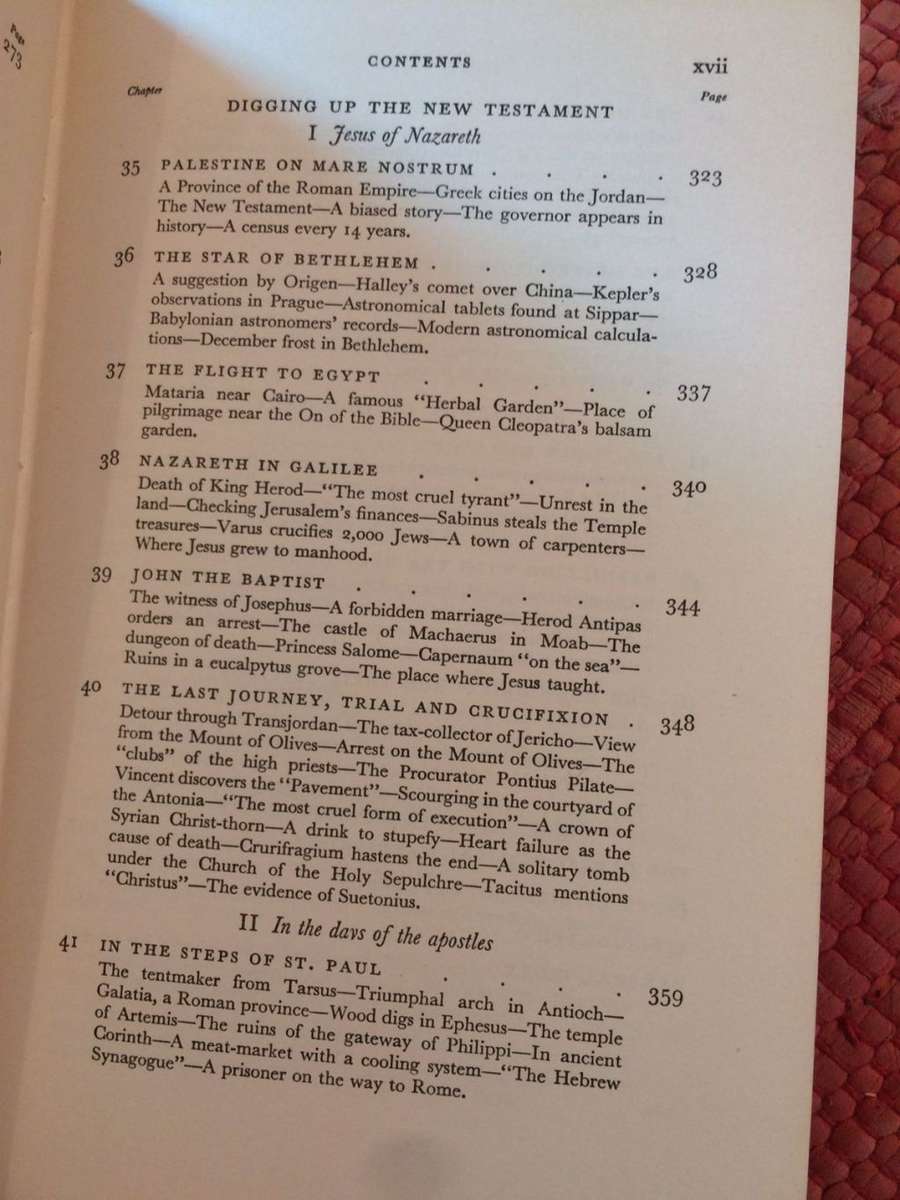 Page
273
CONTENTS xvii
Chapter Page
DIGGING UP THE NEW TESTAMENT
I Jesus of Nazareth
35 PALESTINE ON MARE NOSTRUM . . . . 323
A Province of the Roman Empire—Greek cities on the Jordan—
The New Testament—A biased story—The governor appears in
history—A census every 14 years.
36 THE STAR OF BETHLEHEM . . . . . 328
A suggestion by Origen—Halley's comet over China—Kepler's
observations in Prague—Astronomical tablets found at Sippar—
Babylonian astronomers' records—Modern astronomical calcula-
tions—December frost in Bethlehem.
37 THE FLIGHT TO EGYPT . . . . . 337
Mataria near Cairo—A famous "Herbal Garden"—Place of
pilgrimage near the On of the Bible—Queen Cleopatra's balsam
garden.
38 NAZARETH IN GALILEE . . . . . 340
Death of King Herod—"The most cruel tyrant"—Unrest in the
land—Checking Jerusalem's finances—Sabinus steals the Temple
treasures—Varus crucifies 2,000 Jews—A town of carpenters—
Where Jesus grew to manhood.
39 JOHN THE BAPTIST . . . . . . 344
The witness of Josephus—A forbidden marriage—Herod Antipas
orders an arrest—The castle of Machaerus in Moab—The
dungeon of death—Princess Salome—Capernaum "on the sea"—
Ruins in a eucalyptus grove—The place where Jesus taught.
40 THE LAST JOURNEY, TRIAL AND CRUCIFIXION . 348
Detour through Transjordan—The tax-collector of Jericho—View
from the Mount of Olives—Arrest on the Mount of Olives—The
"clubs" of the high priests—The Procurator Pontius Pilate—
Vincent discovers the "Pavement"—Scourging in the courtyard of
the Antonia—"The most cruel form of execution"—A crown of
Syrian Christ-thorn—A drink to stupefy—Heart failure as the
cause of death—Crurifragium hastens the end—A solitary tomb
under the Church of the Holy Sepulchre—Tacitus mentions
"Christus"—The evidence of Suetonius.
II In the days of the apostles
41 IN THE STEPS OF ST. PAUL . . . . 359
The tentmaker from Tarsus—Triumphal arch in Antioch—
Galatia, a Roman province—Wood digs in Ephesus—The temple
of Artemis—The ruins of the gateway of Philippi—In ancient
Corinth—A meat-market with a cooling system—"The Hebrew
Synagogue"—A prisoner on the way to Rome.